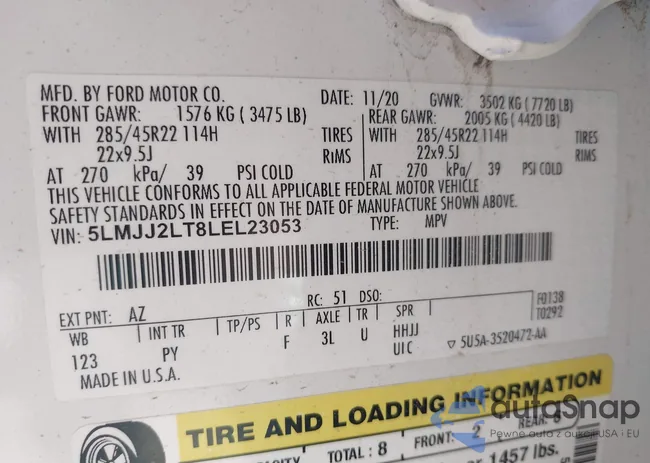 MFD. BY FORD MOTOR CO. DATE: 11/20 GVWR: 3502 KG ( 7720 LB)
FRONT GAWR: 1576 KG ( 3475 LB) REAR GAWR: 2005 KG ( 4420 LB)
WITH 285/45R22 114H TIRES WITH 285/45R22 114H TIRES
22x9.5J RIMS 22x9.5J RIMS
AT 270 kPa/ 39 PSI COLD AT 270 kPa/ 39 PSI COLD
THIS VEHICLE CONFORMS TO ALL APPLICABLE FEDERAL MOTOR VEHICLE
SAFETY STANDARDS IN EFFECT ON THE DATE OF MANUFACTURE SHOWN ABOVE.
VIN: 5LMJJ2LT8LEL23053 TYPE: MPV
EXT PNT: AZ RC: 51 DSO: F0138
WB INT TR TP/PS R AXLE TR SPR T0292
123 PY F 3L U HHJJ
UIC ▽ 5U5A-3520472-AA
MADE IN U.S.A.
TIRE AND LOADING INFORMATION
TOTAL : 8 FRONT: 2 REAR: 6
1457 lbs.
autoSnap
Pewne auta z aukcji USA i EU